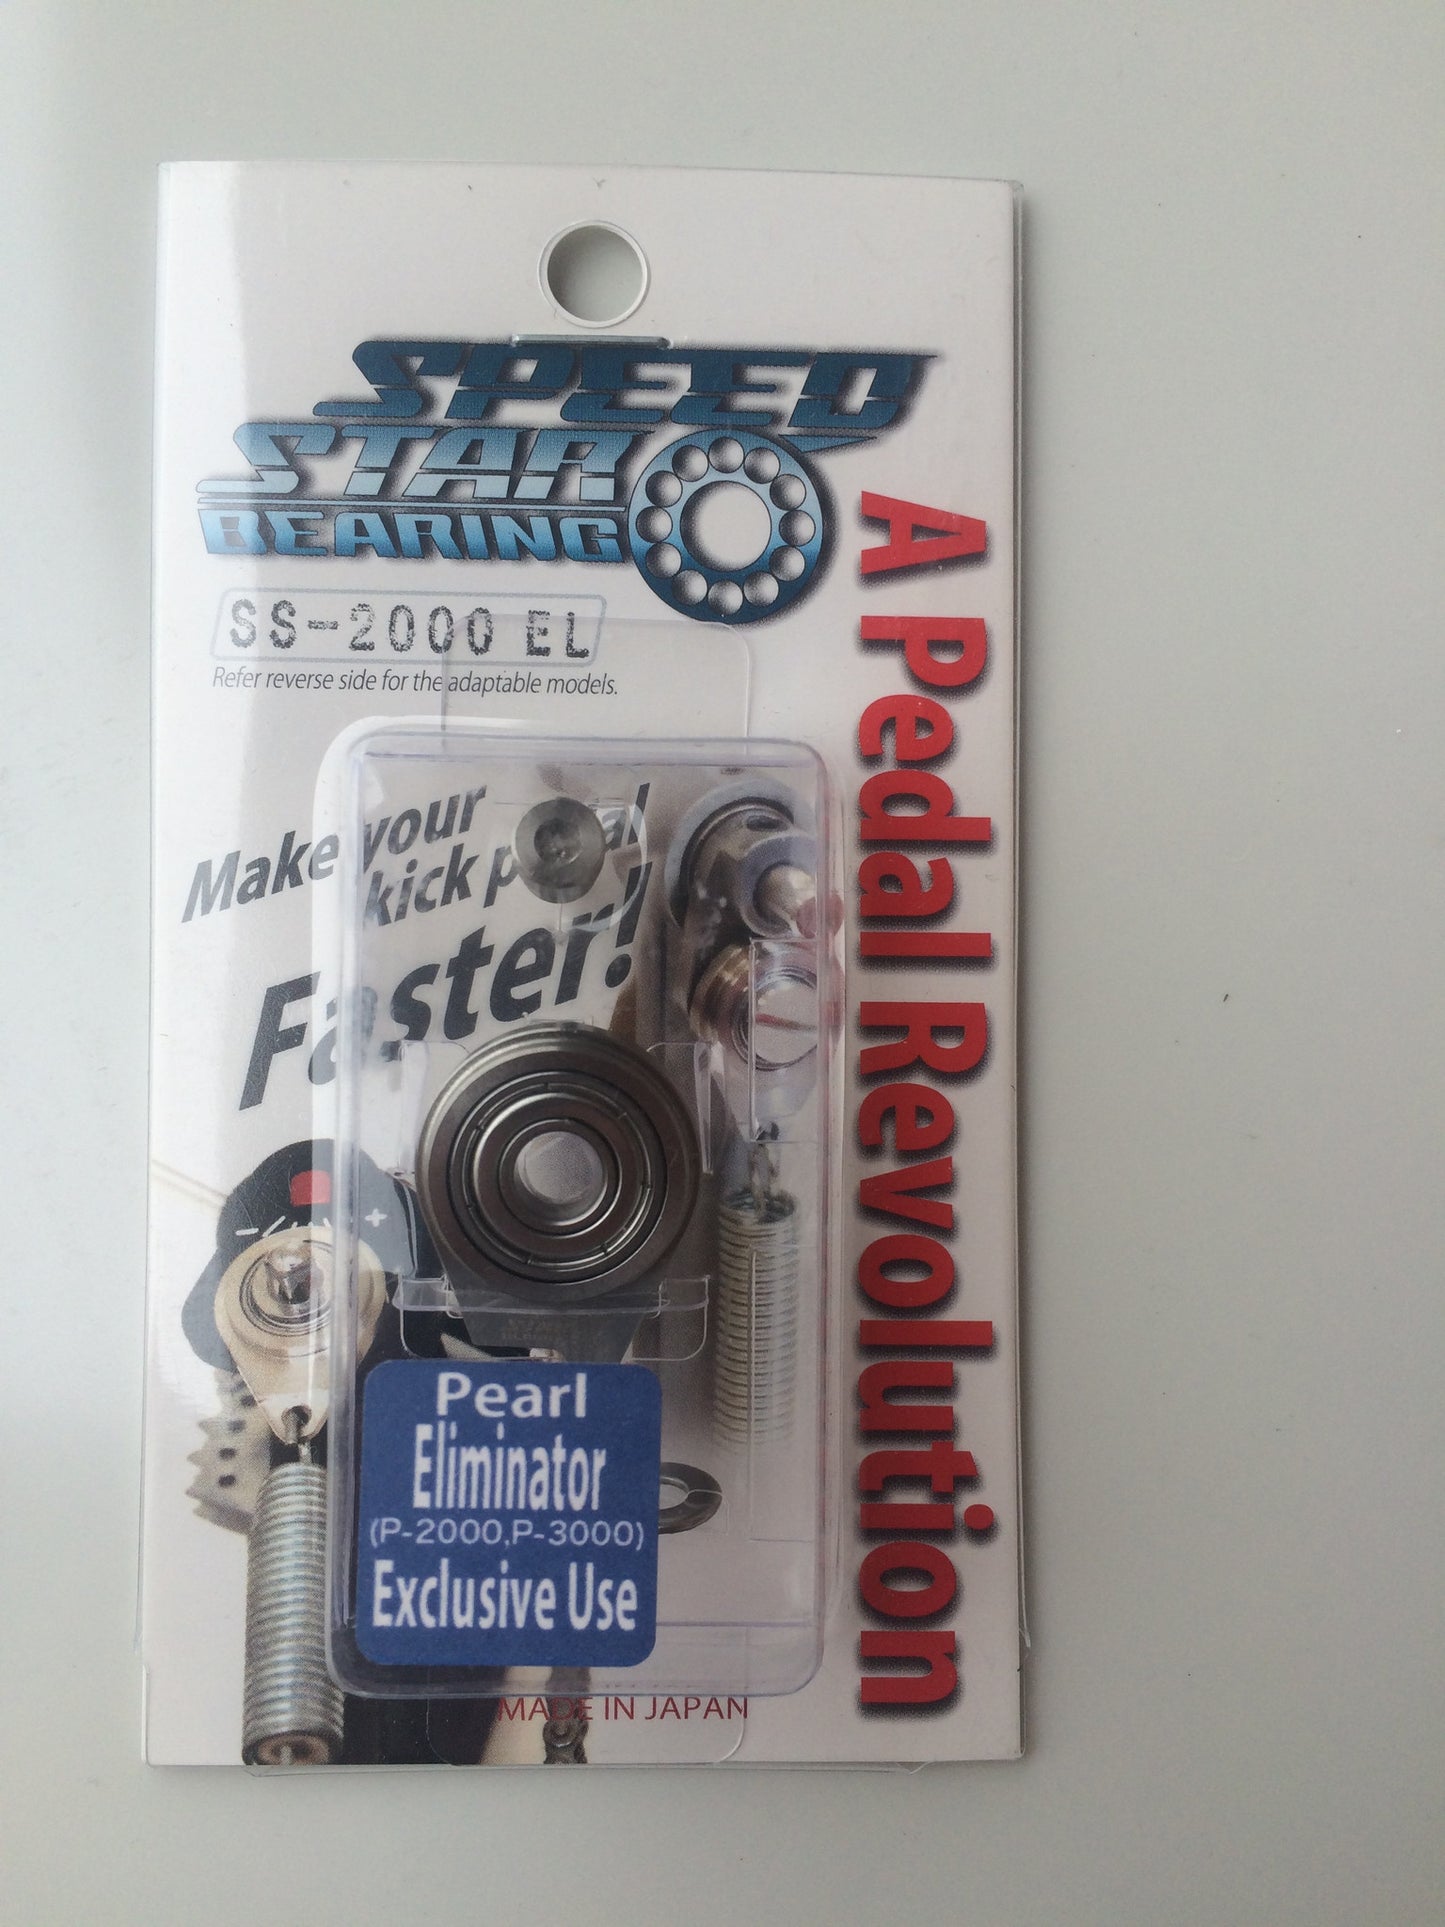 SPEED
STAR
BEARING
SS-2000 EL
Refer reverse side for the adaptable models.
A Pedal Revolution
Make your
kick pedal
Faster!
Pearl
Eliminator
(P-2000,P-3000)
Exclusive Use
MADE IN JAPAN